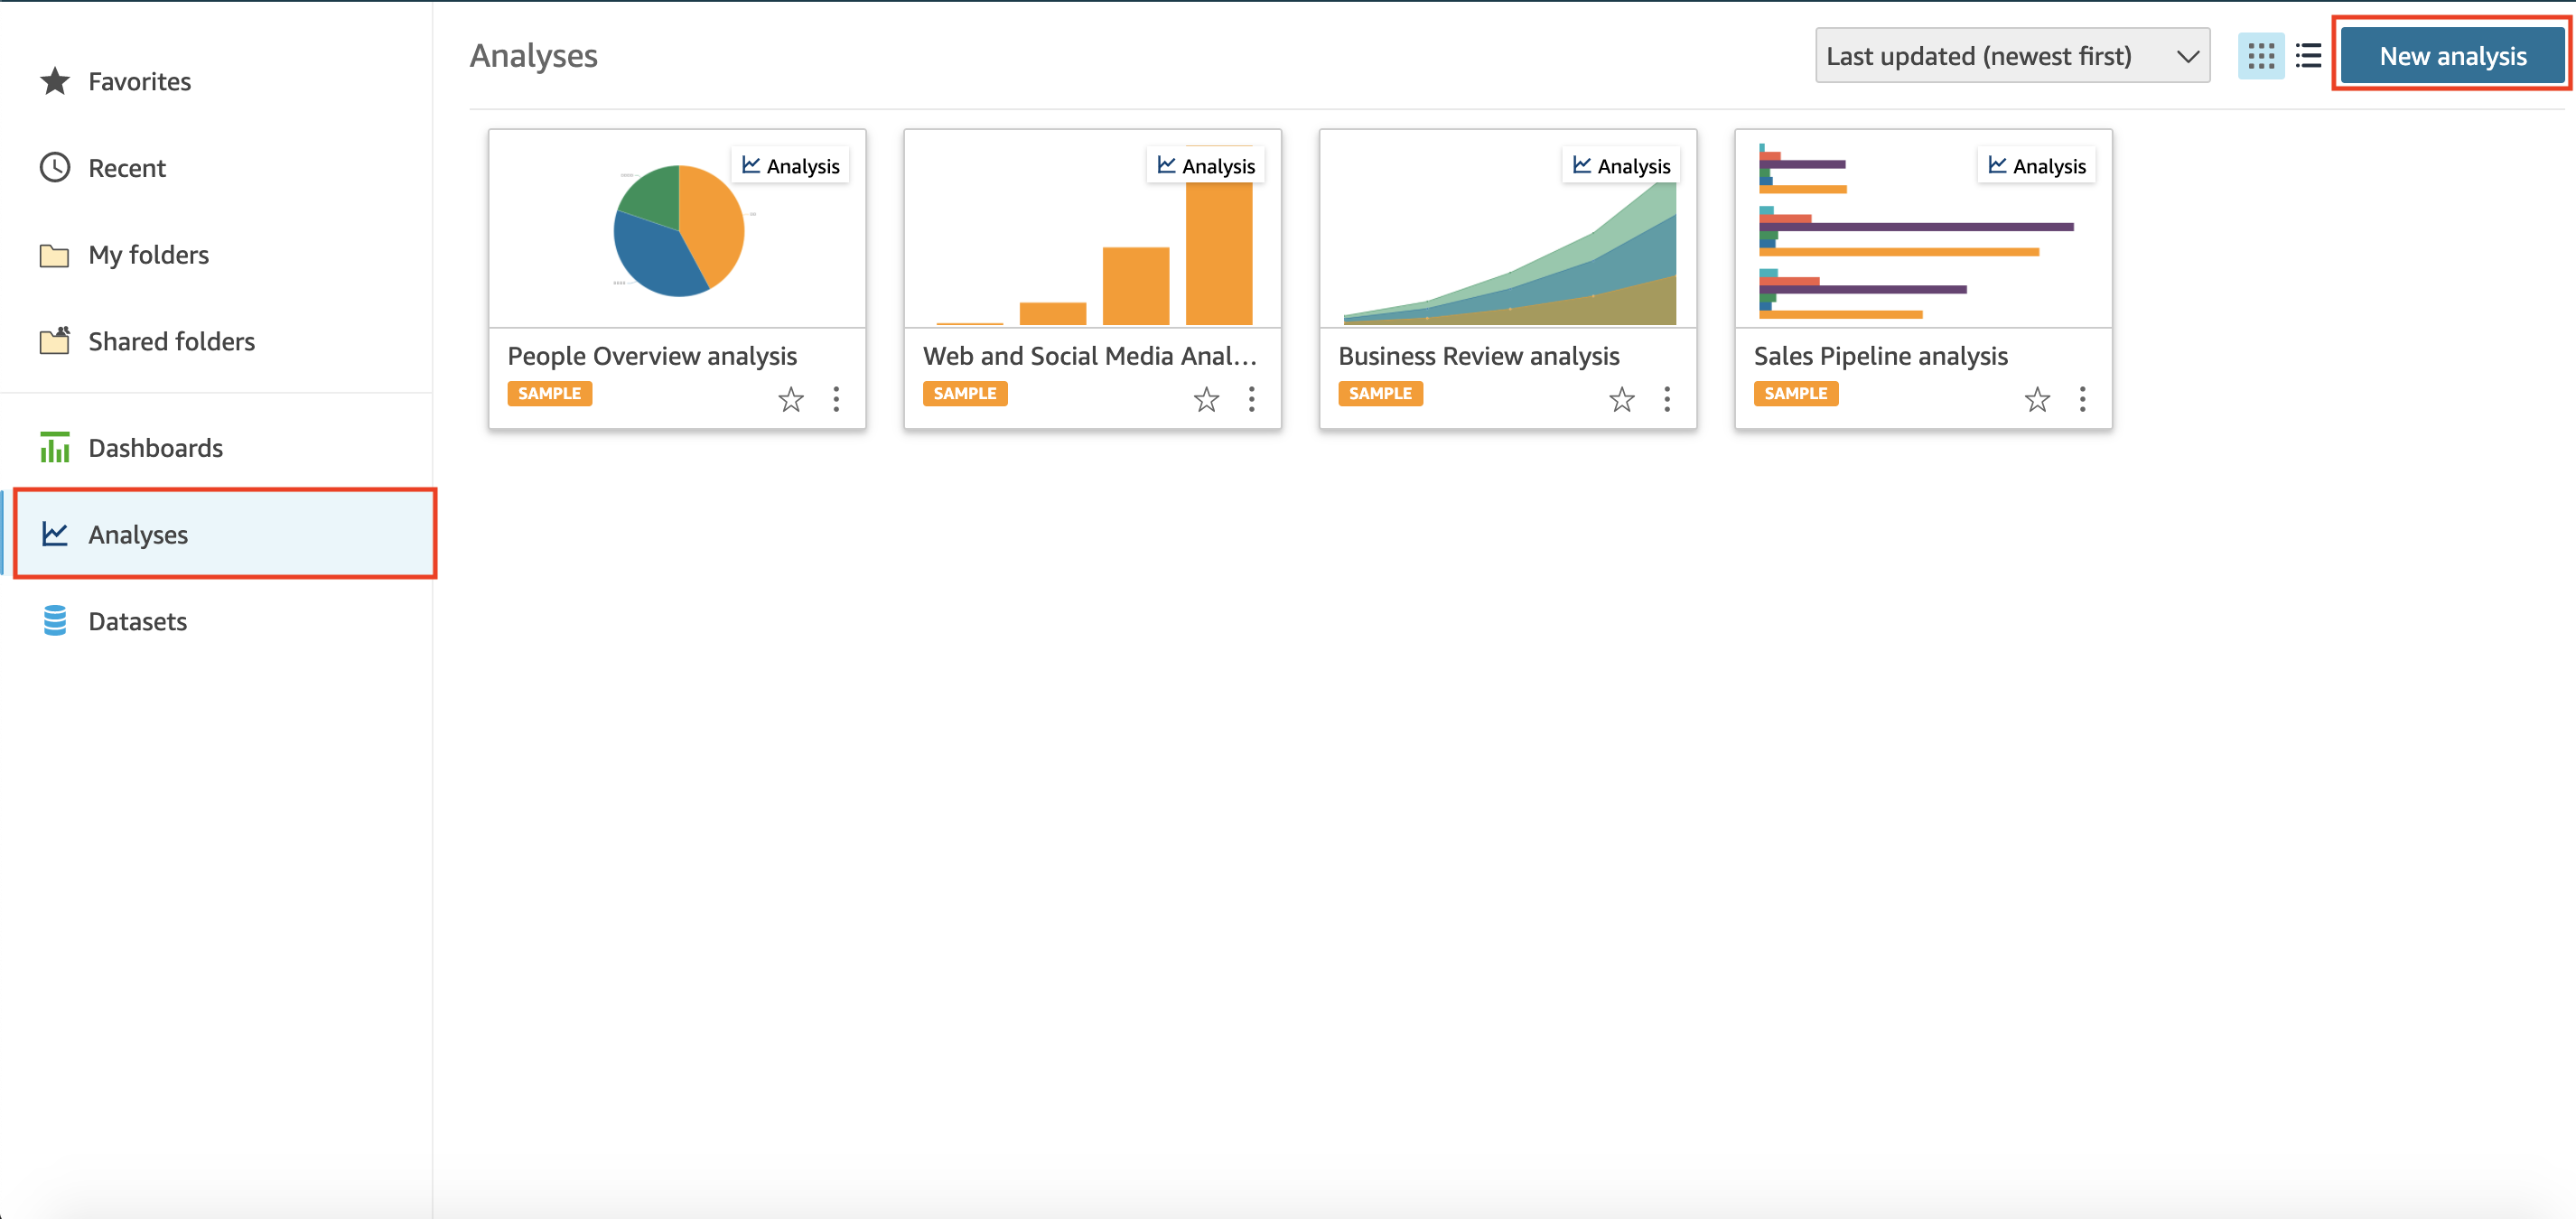 Favorites
Recent
My folders
Shared folders
Dashboards
Analyses
Datasets
Analyses
Last updated (newest first)
New analysis
Analysis
People Overview analysis
SAMPLE
Analysis
Web and Social Media Anal...
SAMPLE
Analysis
Business Review analysis
SAMPLE
Analysis
Sales Pipeline analysis
SAMPLE